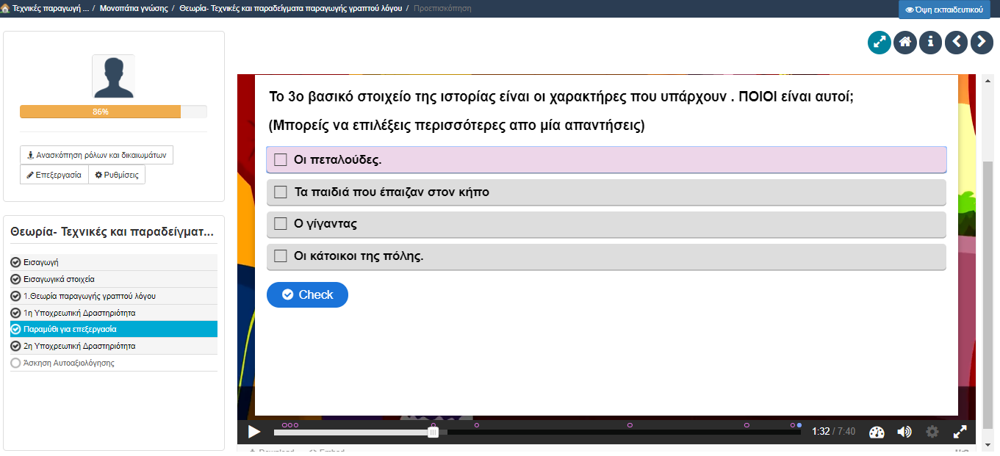 Τεχνικές παραγωγή ... / Μονοπάτια γνώσης / Θεωρία- Τεχνικές και παραδείγματα παραγωγής γραπτού λόγου / Προεπισκόπηση
Όψη εκπαιδευτικού
86%
Ανασκόπηση ρόλων και δικαιωμάτων
Επεξεργασία
Ρυθμίσεις
Θεωρία- Τεχνικές και παραδείγματ...
Εισαγωγή
Εισαγωγικά στοιχεία
1.Θεωρία παραγωγής γραπτού λόγου
1η Υποχρεωτική Δραστηριότητα
Παραμύθι για επεξεργασία
2η Υποχρεωτική Δραστηριότητα
Άσκηση Αυτοαξιολόγησης
Το 3ο βασικό στοιχείο της ιστορίας είναι οι χαρακτήρες που υπάρχουν . ΠΟΙΟΙ είναι αυτοί;
(Μπορείς να επιλέξεις περισσότερες απο μία απαντήσεις)
Οι πεταλούδες.
Τα παιδιά που έπαιζαν στον κήπο
Ο γίγαντας
Οι κάτοικοι της πόλης.
Check
1:32 / 7:40